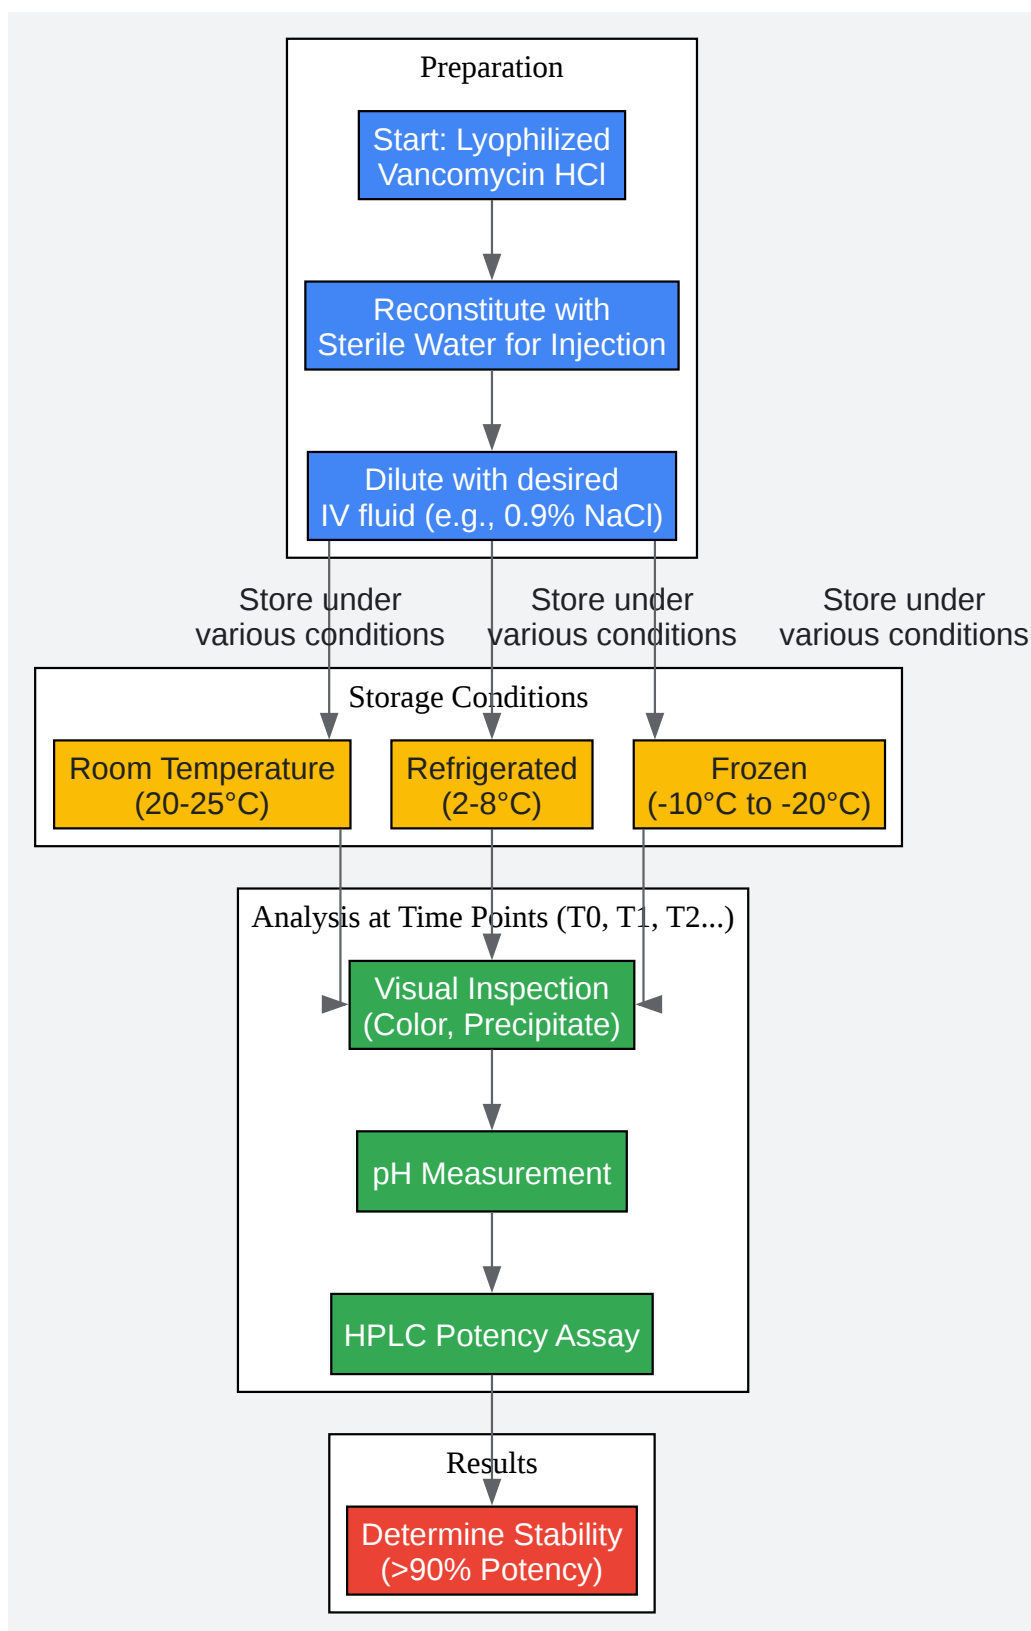 Preparation
Start: Lyophilized
Vancomycin HCl
Reconstitute with
Sterile Water for Injection
Dilute with desired
IV fluid (e.g., 0.9% NaCl)
Store under
various conditions
Store under
various conditions
Store under
various conditions
Storage Conditions
Room Temperature
(20-25°C)
Refrigerated
(2-8°C)
Frozen
(-10°C to -20°C)
Analysis at Time Points (T0, T1, T2...)
Visual Inspection
(Color, Precipitate)
pH Measurement
HPLC Potency Assay
Results
Determine Stability
(>90% Potency)